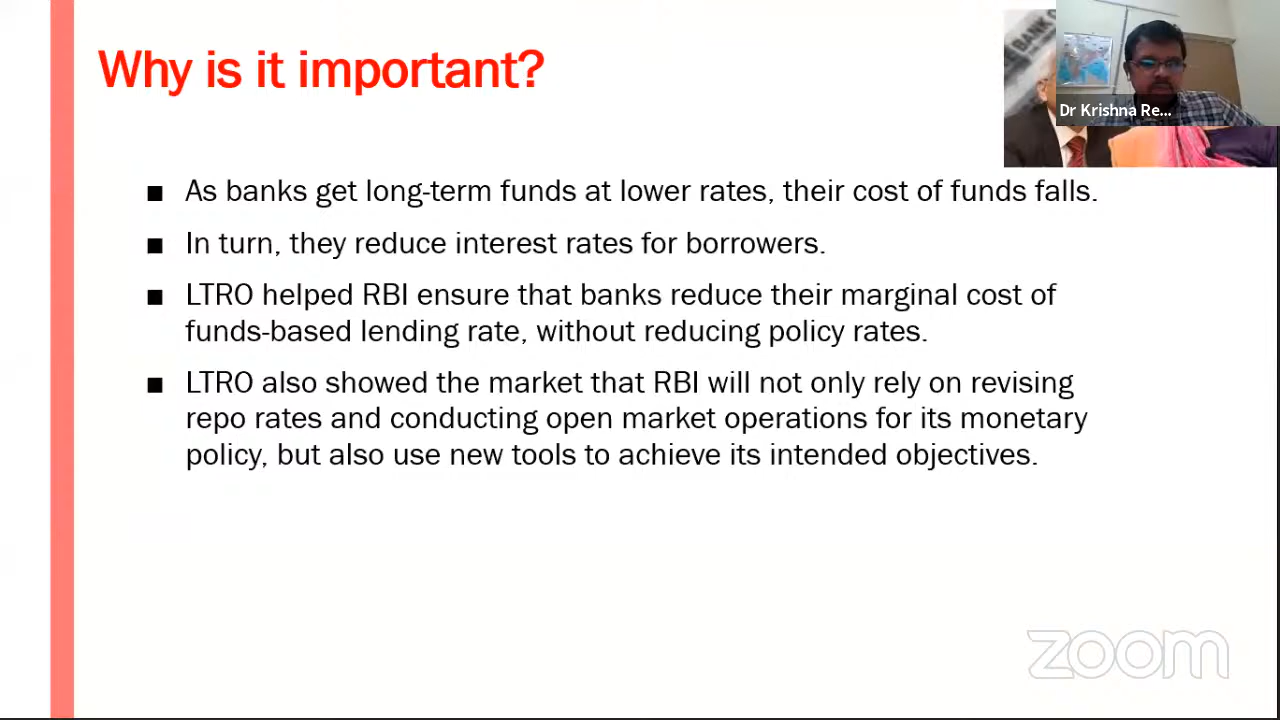 Why is it important?
BANK O
Dr Krishna Re...
■ As banks get long-term funds at lower rates, their cost of funds falls.
■ In turn, they reduce interest rates for borrowers.
■ LTRO helped RBI ensure that banks reduce their marginal cost of
funds-based lending rate, without reducing policy rates.
■ LTRO also showed the market that RBI will not only rely on revising
repo rates and conducting open market operations for its monetary
policy, but also use new tools to achieve its intended objectives.
zoom